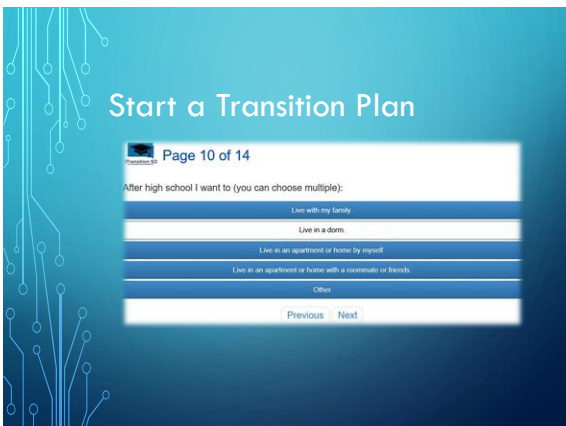 Start a Transition Plan
Page 10 of 14
After high school I want to (you can choose multiple):
Live with my family.
Live in a dorm.
Live in an apartment or home by myself.
Live in an apartment or home with a roommate or friends.
Other
Previous Next